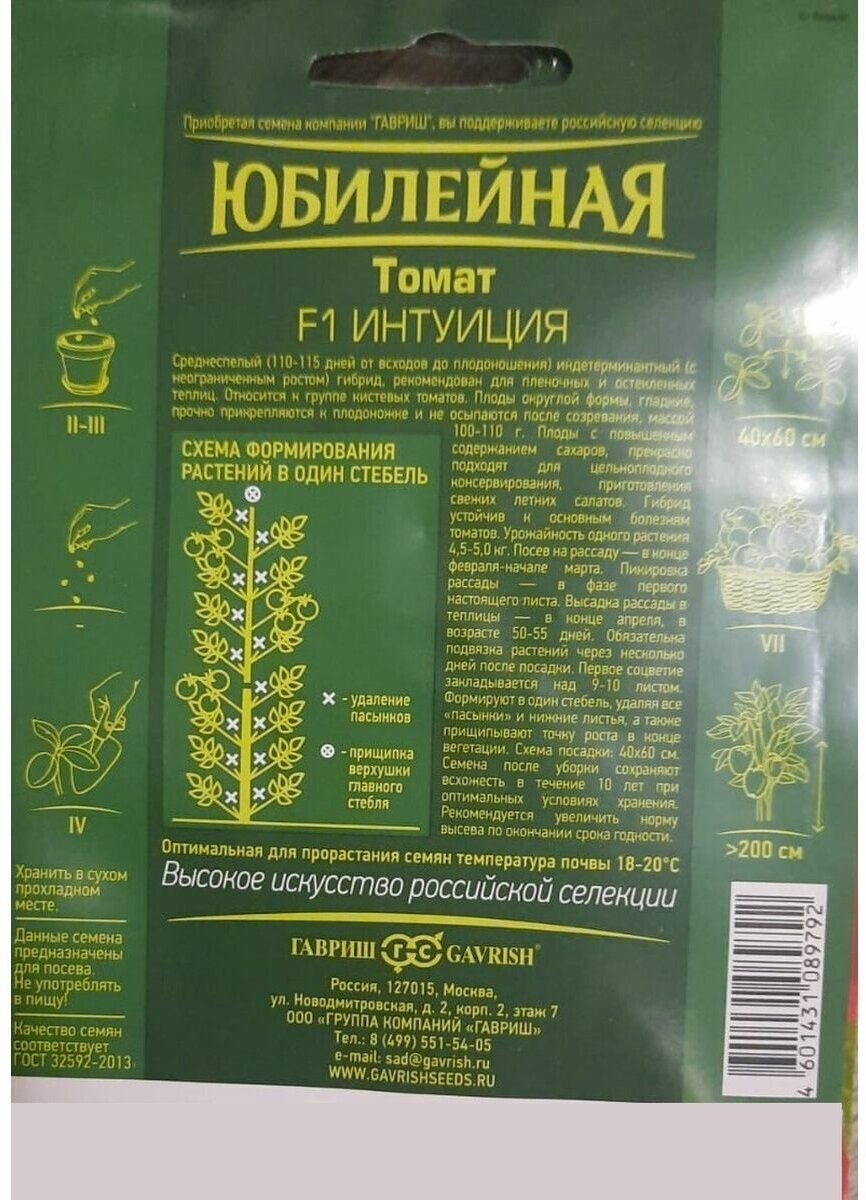 Приобретая семена компании "ГАВРИШ", вы поддерживаете российскую селекцию
ЮБИЛЕЙНАЯ
Томат
F1 ИНТУИЦИЯ
Среднеспелый (110-115 дней от всходов до плодоношения) индетерминантный (с
неограниченным ростом) гибрид, рекомендован для пленочных и остекленных
теплиц. Относится к группе кистевых томатов. Плоды округлой формы, гладкие,
прочно прикрепляются к плодоножке и не осыпаются после созревания, массой
100-110 г. Плоды с повышенным
содержанием сахаров, прекрасно
подходят для цельноплодного
консервирования, приготовления
свежих летних салатов. Гибрид
устойчив к основным болезням
томатов. Урожайность одного растения
4,5-5,0 кг. Посев на рассаду — в конце
февраля-начале марта. Пикировка
рассады — в фазе первого
настоящего листа. Высадка рассады в
теплицы — в конце апреля, в
возрасте 50-55 дней. Обязательна
подвязка растений через несколько
дней после посадки. Первое соцветие
закладывается над 9-10 листом.
Формируют в один стебель, удаляя все
"пасынки" и нижние листья, а также
прищипывают точку роста в конце
вегетации. Схема посадки: 40х60 см.
Семена после уборки сохраняют
всхожесть в течение 10 лет при
оптимальных условиях хранения.
Рекомендуется увеличить норму
высева по окончании срока годности.
СХЕМА ФОРМИРОВАНИЯ
РАСТЕНИЙ В ОДИН СТЕБЕЛЬ
- удаление
пасынков
- прищипка
верхушки
главного
стебля
Оптимальная для прорастания семян температура почвы 18-20°С
Высокое искусство российской селекции
ГАВРИШ ГС GAVRISH®
Россия, 127015, Москва,
ул. Новодмитровская, д. 2, корп. 2, этаж 7
ООО «ГРУППА КОМПАНИЙ «ГАВРИШ»
Тел.: 8 (499) 551-54-05
e-mail: sad@gavrish.ru
WWW.GAVRISHSEEDS.RU
II-III
-
IV
Хранить в сухом
прохладном
месте.
Данные семена
предназначены
для посева.
Не употреблять
в пищу!
Качество семян
соответствует
ГОСТ 32592-2013
40х60 см
VII
>200 см
4 601431 089792